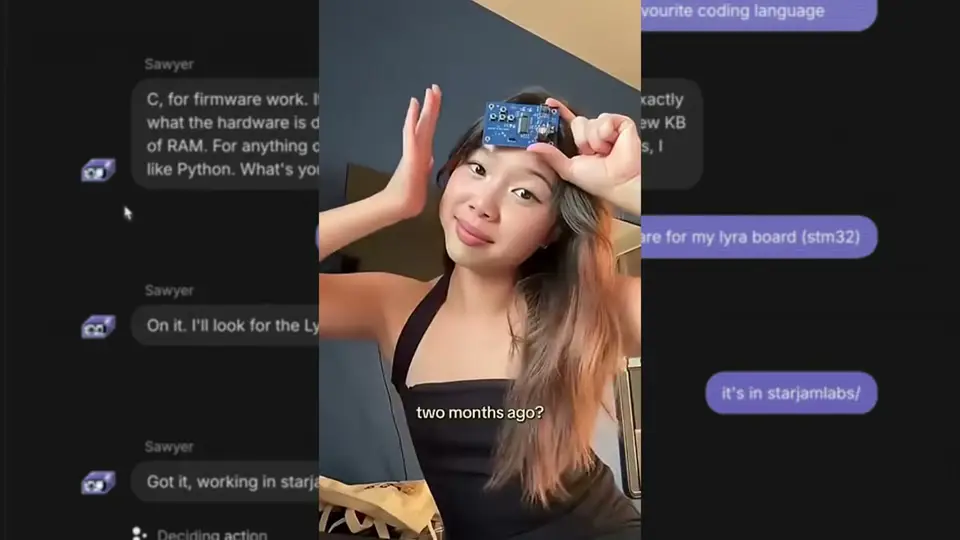 vourite coding language
Sawyer
C, for firmware work. I
xactly
what the hardware is d
ew KB
of RAM. For anything
s, I
like Python. What's yo
are for my lyra board (stm32)
Sawyer
On it. I'll look for the Ly
it's in starjamlabs/
two months ago?
Sawyer
Got it, working in starja
Deciding action